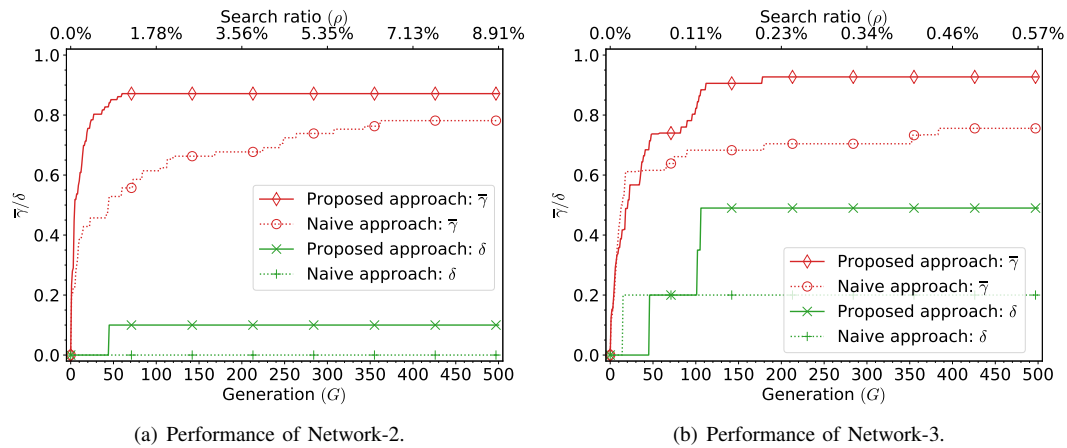 Search ratio (ρ)
0.0% 1.78% 3.56% 5.35% 7.13% 8.91%
1.0
0.8
0.6
0.4
0.2
0.0
γ̅/δ
Proposed approach: γ̅
Naive approach: γ̅
Proposed approach: δ
Naive approach: δ
0 50 100 150 200 250 300 350 400 450 500
Generation (G)
(a) Performance of Network-2.
Search ratio (ρ)
0.0% 0.11% 0.23% 0.34% 0.46% 0.57%
1.0
0.8
0.6
0.4
0.2
0.0
γ̅/δ
Proposed approach: γ̅
Naive approach: γ̅
Proposed approach: δ
Naive approach: δ
0 50 100 150 200 250 300 350 400 450 500
Generation (G)
(b) Performance of Network-3.